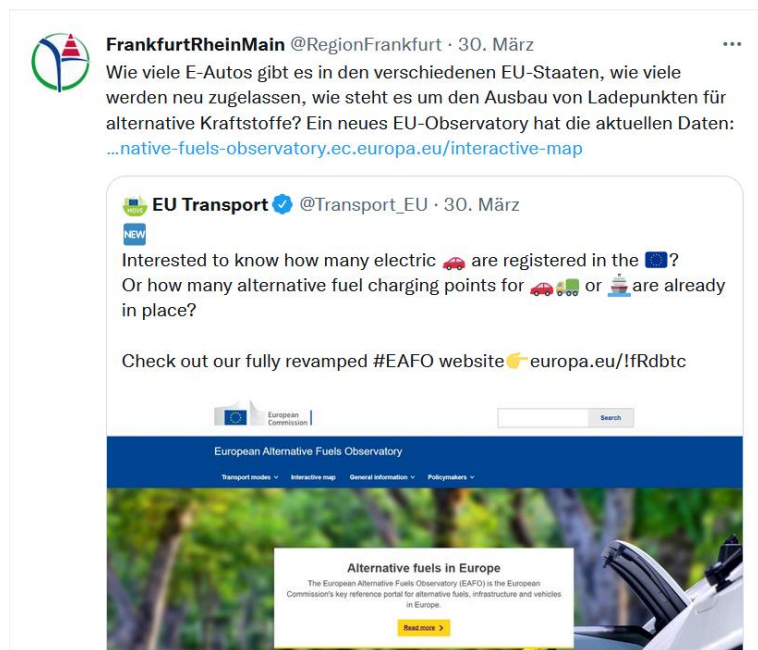 FrankfurtRheinMain @RegionFrankfurt · 30. März
Wie viele E-Autos gibt es in den verschiedenen EU-Staaten, wie viele
werden neu zugelassen, wie steht es um den Ausbau von Ladepunkten für
alternative Kraftstoffe? Ein neues EU-Observatory hat die aktuellen Daten:
...native-fuels-observatory.ec.europa.eu/interactive-map
MOVE
EU Transport @Transport_EU · 30. März
NEW
Interested to know how many electric 🚗 are registered in the 🇪🇺?
Or how many alternative fuel charging points for 🚗🚛 or 🚢are already
in place?
Check out our fully revamped #EAFO website👉europa.eu/!fRdbtc
European
Commission
Search
European Alternative Fuels Observatory
Transport modes Interactive map General information Policymakers
Alternative fuels in Europe
The European Alternative Fuels Observatory (EAFO) is the European
Commission's key reference portal for alternative fuels, infrastructure and vehicles
in Europe.
Read more >